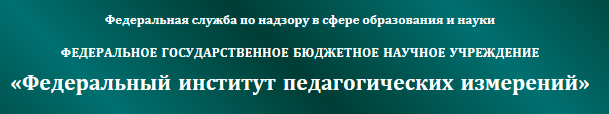 Федеральная служба по надзору в сфере образования и науки
ФЕДЕРАЛЬНОЕ ГОСУДАРСТВЕННОЕ БЮДЖЕТНОЕ НАУЧНОЕ УЧРЕЖДЕНИЕ
«Федеральный институт педагогических измерений»